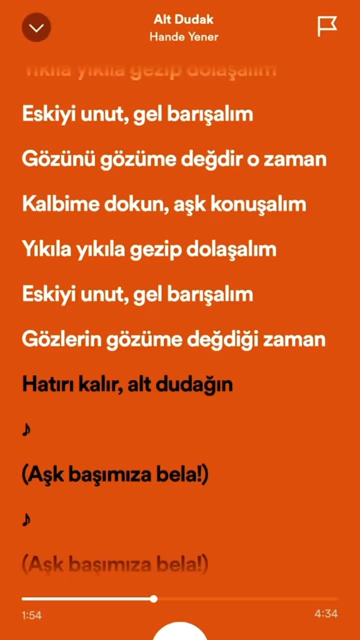 Alt Dudak
Hande Yener
Yıkıla yıkıla gezip dolaşalım
Eskiyi unut, gel barışalım
Gözünü gözüme değdir o zaman
Kalbime dokun, aşk konuşalım
Yıkıla yıkıla gezip dolaşalım
Eskiyi unut, gel barışalım
Gözlerin gözüme değdiği zaman
Hatırı kalır, alt dudağın
♪
(Aşk başımıza bela!)
♪
(Aşk başımıza bela!)
1:54
4:34